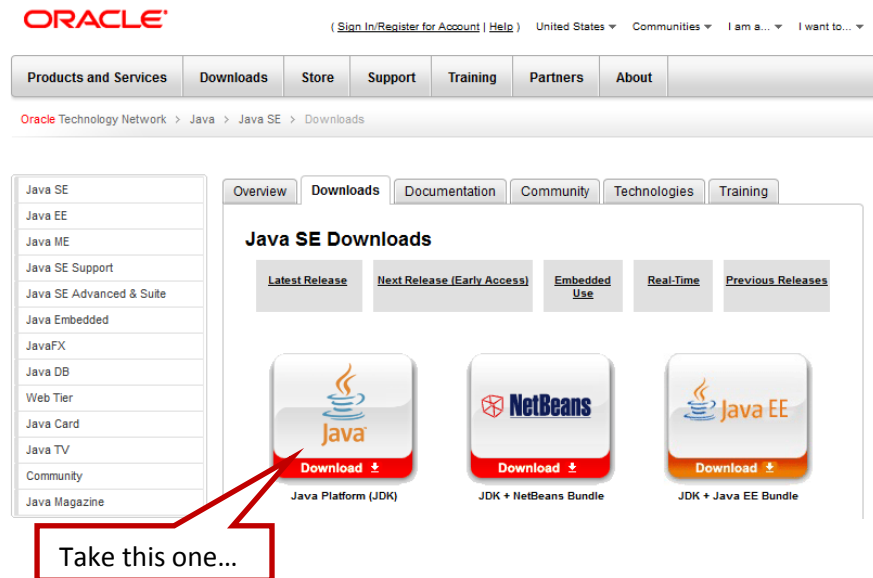 ORACLE
( Sign In/Register for Account | Help ) United States Communities I am a... I want to...
Products and Services Downloads Store Support Training Partners About
Oracle Technology Network > Java > Java SE > Downloads
Java SE
Java EE
Java ME
Java SE Support
Java SE Advanced & Suite
Java Embedded
JavaFX
Java DB
Web Tier
Java Card
Java TV
Community
Java Magazine
Overview Downloads Documentation Community Technologies Training
Java SE Downloads
Latest Release Next Release (Early Access) Embedded Use Real-Time Previous Releases
Java
Download
Java Platform (JDK)
NetBeans
Download
JDK + NetBeans Bundle
Java EE
Download
JDK + Java EE Bundle
Take this one...